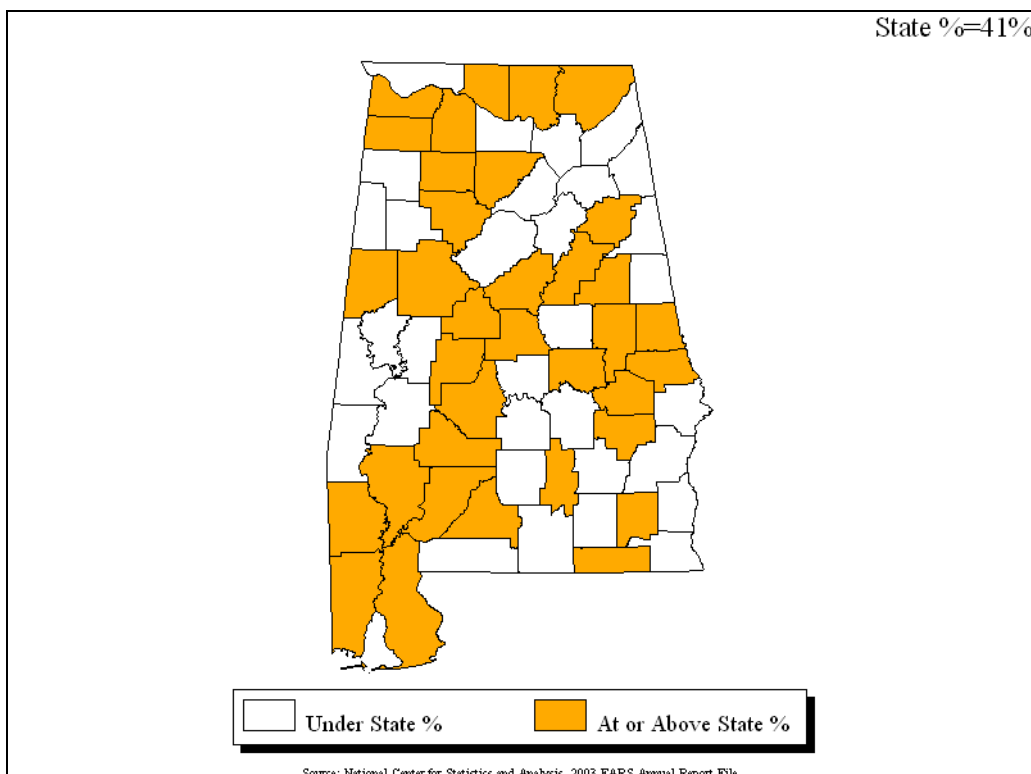 State %=41%
Under State %
At or Above State %
Source: National Center for Statistics and Analysis, 2003 FARS Annual Report File